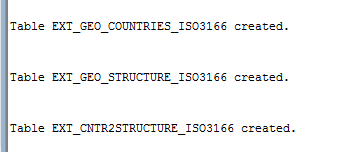 Table EXT_GEO_COUNTRIES_ISO3166 created.
Table EXT_GEO_STRUCTURE_ISO3166 created.
Table EXT_CNTR2STRUCTURE_ISO3166 created.